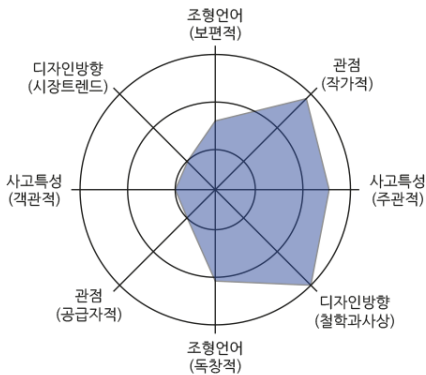 조형언어
(보편적)
관점
(작가적)
사고특성
(주관적)
디자인방향
(철학과사상)
조형언어
(독창적)
관점
(공급자적)
사고특성
(객관적)
디자인방향
(시장트렌드)